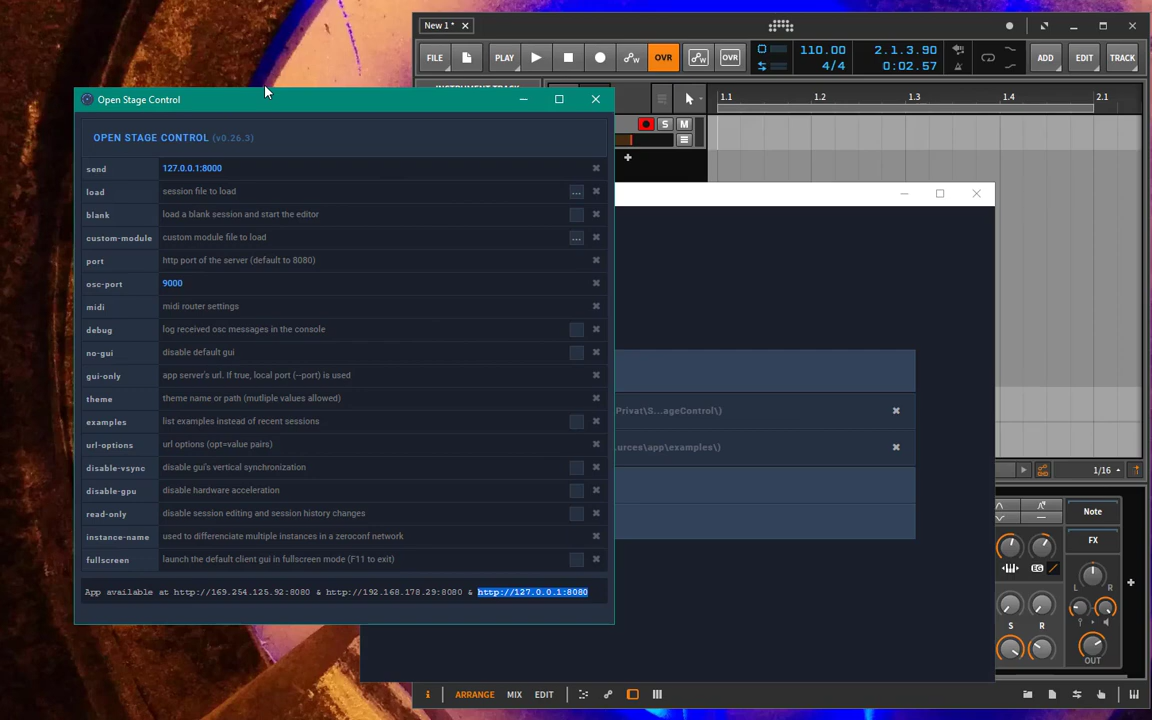 New 1 *
FILE PLAY OVR OVR 110.00 4/4 2.1.3.90 0:02.57 ADD EDIT TRACK
1.1 1.2 1.3 1.4 2.1
S M
Open Stage Control
OPEN STAGE CONTROL (v0.26.3)
send 127.0.0.1:8000
load session file to load ...
blank load a blank session and start the editor
custom-module custom module file to load ...
port http port of the server (default to 8080)
osc-port 9000
midi midi router settings
debug log received osc messages in the console
no-gui disable default gui
gui-only app server's url. If true, local port (--port) is used
theme theme name or path (mutliple values allowed)
examples list examples instead of recent sessions
url-options url options (opt=value pairs)
disable-vsync disable gui's vertical synchronization
disable-gpu disable hardware acceleration
read-only disable session editing and session history changes
instance-name used to differenciate multiple instances in a zeroconf network
fullscreen launch the default client gui in fullscreen mode (F11 to exit)
App available at http://169.254.125.92:8080 & http://192.168.178.29:8080 & http://127.0.0.1:8080
Privat\S...ageControl\)
urces\app\examples\)
1/16
Note
FX
EG
L R
S R
OUT
ARRANGE MIX EDIT